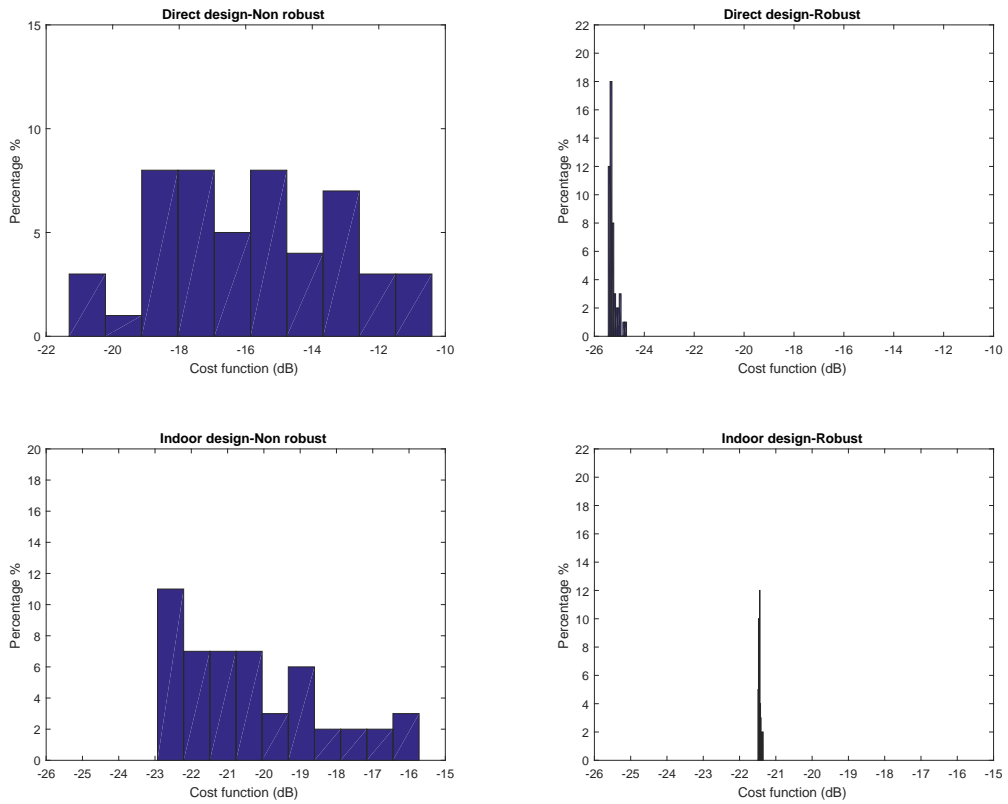 Direct design-Non robust
15
10
5
0
Percentage %
-22 -20 -18 -16 -14 -12 -10
Cost function (dB)
Direct design-Robust
22
20
18
16
14
12
10
8
6
4
2
0
Percentage %
-26 -24 -22 -20 -18 -16 -14 -12 -10
Cost function (dB)
Indoor design-Non robust
20
18
16
14
12
10
8
6
4
2
0
Percentage %
-26 -25 -24 -23 -22 -21 -20 -19 -18 -17 -16 -15
Cost function (dB)
Indoor design-Robust
22
20
18
16
14
12
10
8
6
4
2
0
Percentage %
-26 -25 -24 -23 -22 -21 -20 -19 -18 -17 -16 -15
Cost function (dB)